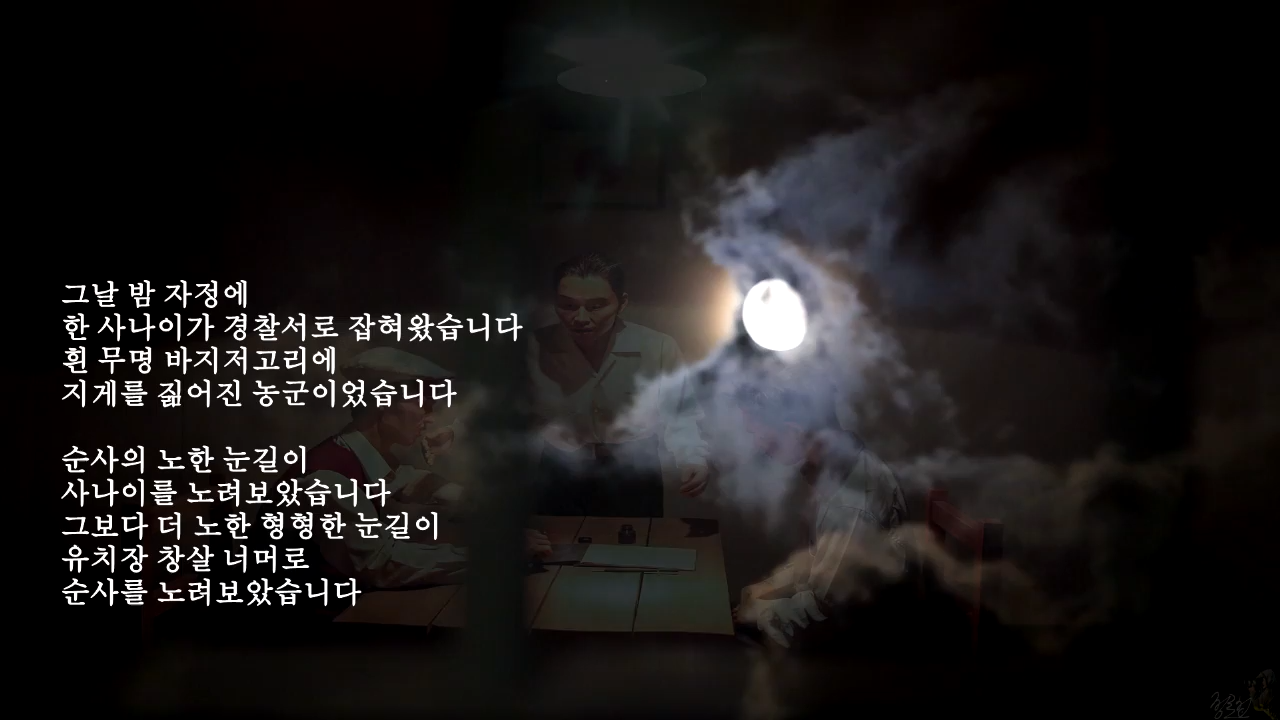 그날 밤 자정에
한 사나이가 경찰서로 잡혀왔습니다
흰 무명 바지저고리에
지게를 짊어진 농군이었습니다
순사의 노한 눈길이
사나이를 노려보았습니다
그보다 더 노한 형형한 눈길이
유치장 창살 너머로
순사를 노려보았습니다